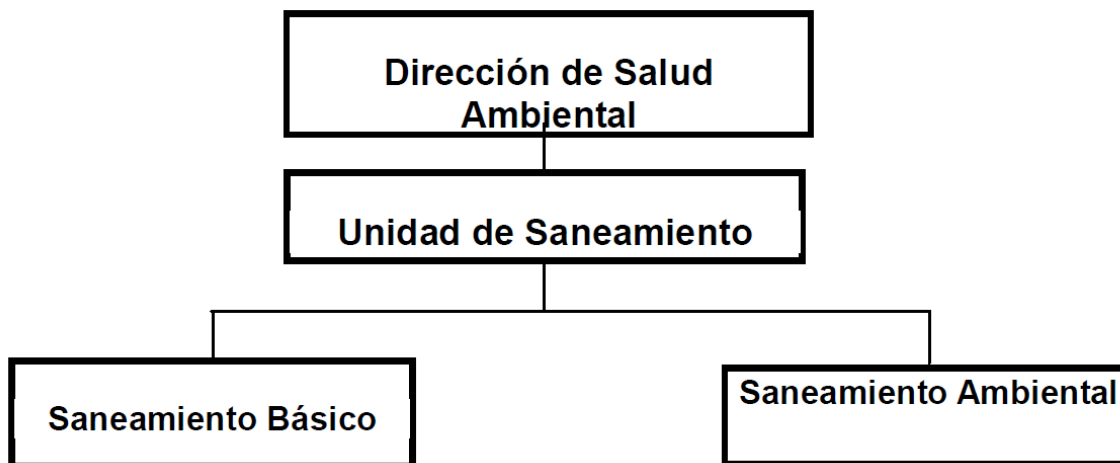 Dirección de Salud
Ambiental
Unidad de Saneamiento
Saneamiento Básico
Saneamiento Ambiental